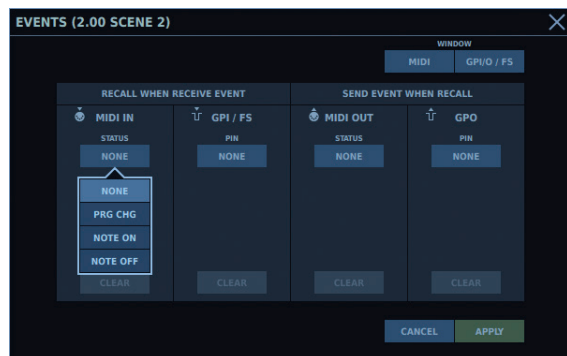 EVENTS (2.00 SCENE 2)
WINDOW
MIDI GPI/O / FS
RECALL WHEN RECEIVE EVENT SEND EVENT WHEN RECALL
MIDI IN GPI / FS MIDI OUT GPO
STATUS PIN STATUS PIN
NONE NONE NONE NONE
NONE
PRG CHG
NOTE ON
NOTE OFF
CLEAR CLEAR CLEAR CLEAR
CANCEL APPLY